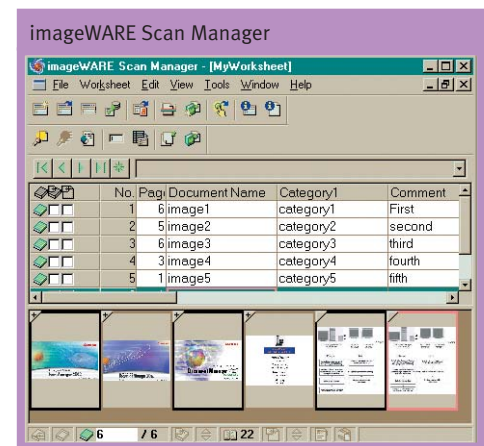 imageWARE Scan Manager
imageWARE Scan Manager - [MyWorksheet]
File Worksheet Edit View Tools Window Help
No. Page Document Name Category1 Comment
1 6 image1 category1 First
2 5 image2 category2 second
3 6 image3 category3 third
4 3 image4 category4 fourth
5 1 image5 category5 fifth
6 / 6 22